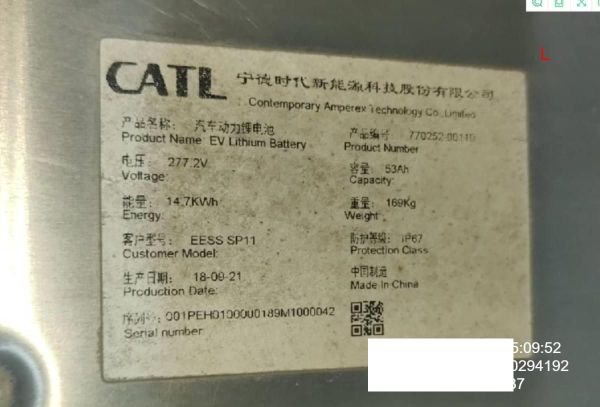 L
CATL 宁德时代新能源科技股份有限公司
Contemporary Amperex Technology Co.,Limited
产品名称： 汽车动力锂电池 产品编号
Product Name: EV Lithium Battery Product Number
电压： 277.2V 容量： 53Ah
Voltage: Capacity:
能量： 14.7KWh 重量： 169Kg
Energy: Weight:
客户型号： EESS SP11 防护等级： IP67
Customer Model: Protection Class
生产日期： 18-09-21 中国制造
Production Date: Made in China
序列号：
Serial number:
5:09:52
0294192
37